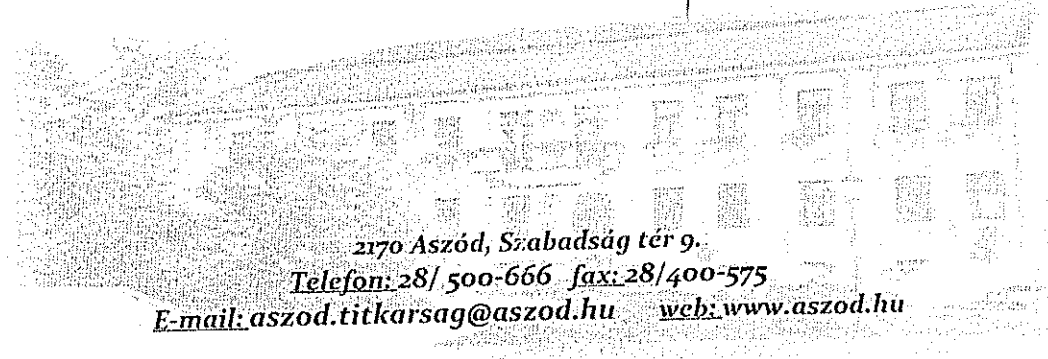 2170 Aszód, Szabadság tér 9.
Telefon: 28/ 500-666 fax: 28/400-575
E-mail: aszod.titkarsag@aszod.hu web: www.aszod.hu